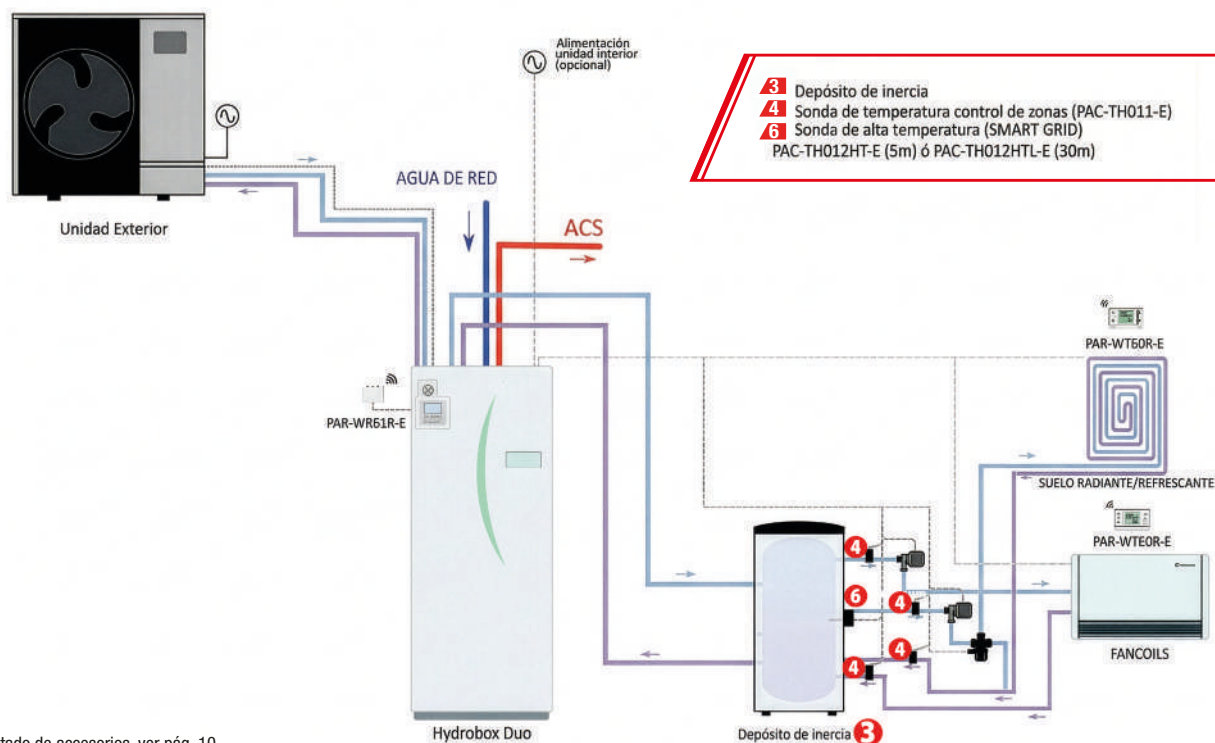 Alimentación
unidad interior
(opcional)
3 Depósito de inercia
4 Sonda de temperatura control de zonas (PAC-TH011-E)
6 Sonda de alta temperatura (SMART GRID)
PAC-TH012HT-E (5m) ó PAC-TH012HTL-E (30m)
AGUA DE RED
ACS
Unidad Exterior
PAR-WT60R-E
PAR-WR61R-E
SUELO RADIANTE/REFRESCANTE
PAR-WTE0R-E
4
6
4
4
4
FANCOILS
Hydrobox Duo
Depósito de inercia 3